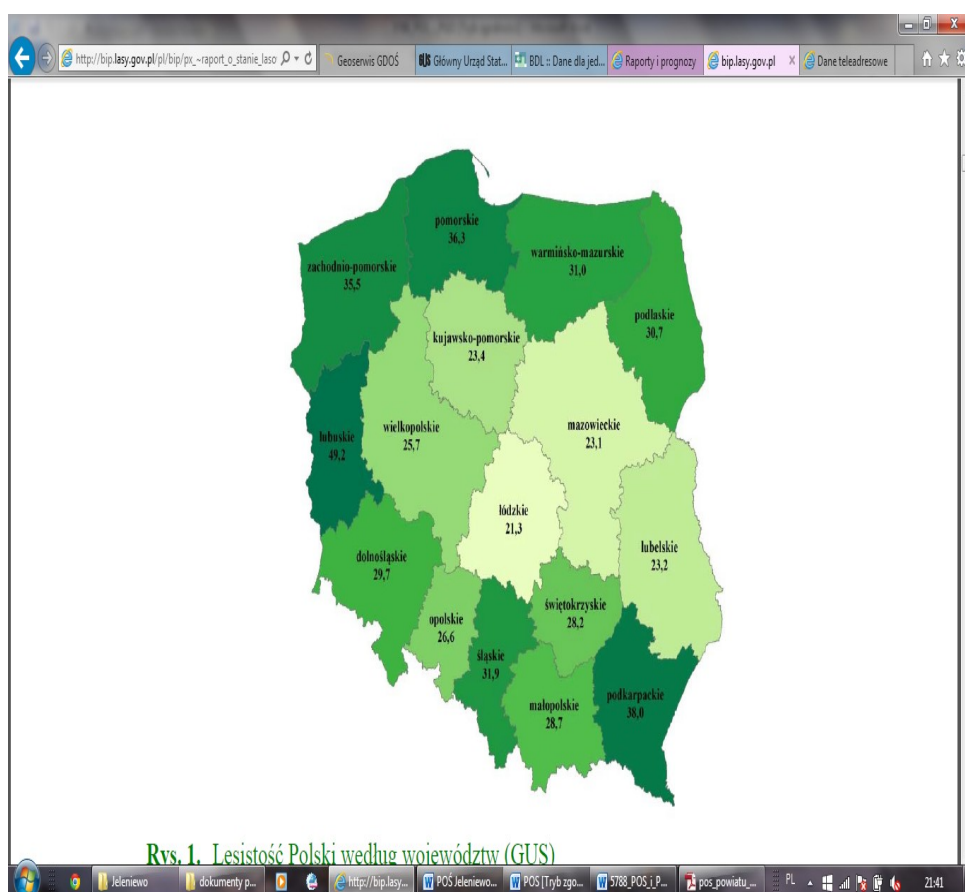 http://bip.lasy.gov.pl/pl/bip/px_~raport_o_stanie_laso
Geoserwis GDOŚ
GUS Główny Urząd Stat...
BDL :: Dane dla jed...
Raporty i prognozy
bip.lasy.gov.pl
Dane teleadresowe
pomorskie
36,3
zachodnio-pomorskie
35,5
warmińsko-mazurskie
31,0
podlaskie
30,7
kujawsko-pomorskie
23,4
wielkopolskie
25,7
mazowieckie
23,1
lubuskie
49,2
łódzkie
21,3
lubelskie
23,2
dolnośląskie
29,7
opolskie
26,6
śląskie
31,9
świętokrzyskie
28,2
małopolskie
28,7
podkarpackie
38,0
Rys. 1. Lesistość Polski według województw (GUS)
Jeleniewo
dokumenty p...
http://bip.lasy...
POŚ Jeleniewo...
POS [Tryb zgo...
5788_POS_i_P...
pos_powiatu_...
PL
21:41